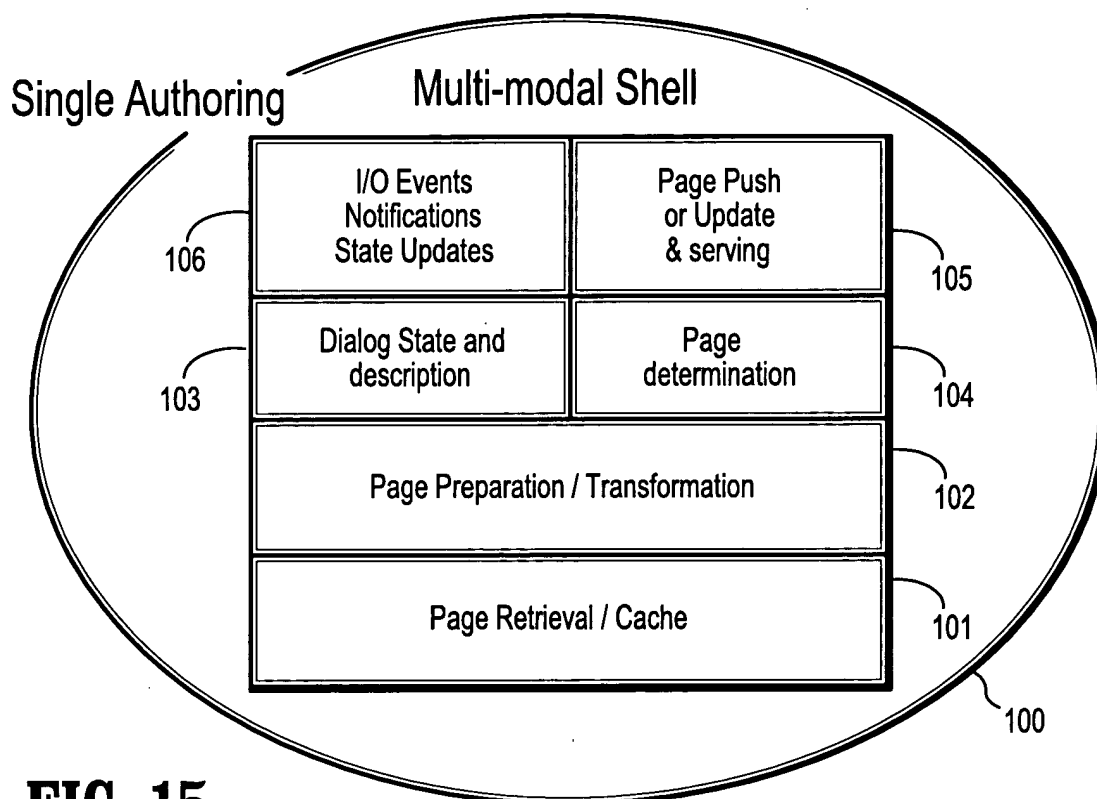 Single Authoring
Multi-modal Shell
I/O Events
Notifications
State Updates
Page Push
or Update
& serving
106
105
Dialog State and
description
Page
determination
103
104
Page Preparation / Transformation
102
Page Retrieval / Cache
101
100
FIG. 15